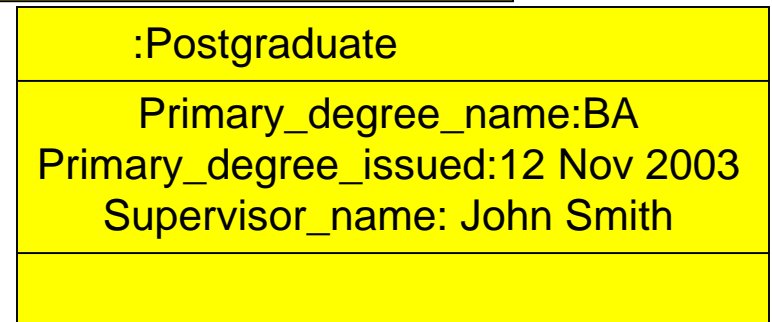 :Postgraduate
Primary_degree_name:BA
Primary_degree_issued:12 Nov 2003
Supervisor_name: John Smith